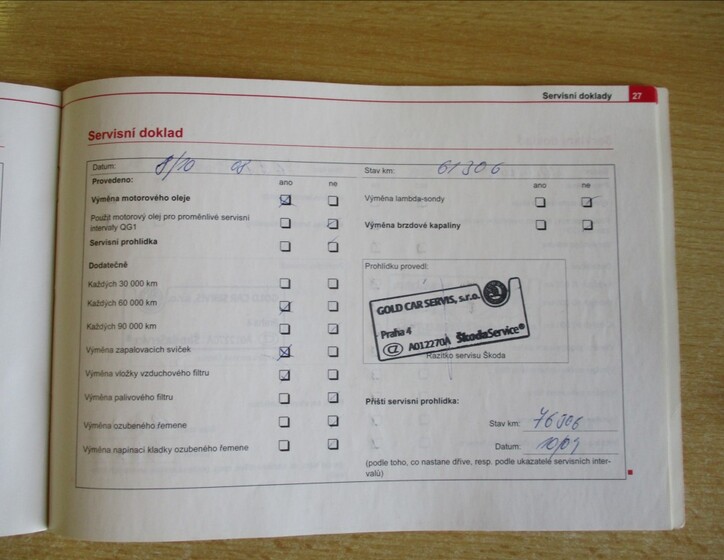 Servisní doklady 27
Servisní doklad
Datum: 8/10 08
Stav km: 61306
Provedeno: ano ne
ano ne
Výměna motorového oleje
Výměna lambda-sondy
Použit motorový olej pro proměnlivé servisní
intervaly QG1
Výměna brzdové kapaliny
Servisní prohlídka
Dodatečně
Každých 30 000 km
Každých 60 000 km
Každých 90 000 km
Výměna zapalovacích svíček
Výměna vložky vzduchového filtru
Výměna palivového filtru
Výměna ozubeného řemene
Výměna napínací kladky ozubeného řemene
Prohlídku provedl:
GOLD CAR SERVIS, s.r.o.
Praha 4
CZ A012270A ŠkodaService®
Razítko servisu Škoda
Příští servisní prohlídka:
Stav km: 76306
Datum: 10/09
(podle toho, co nastane dříve, resp. podle ukazatele servisních inter-
valů)